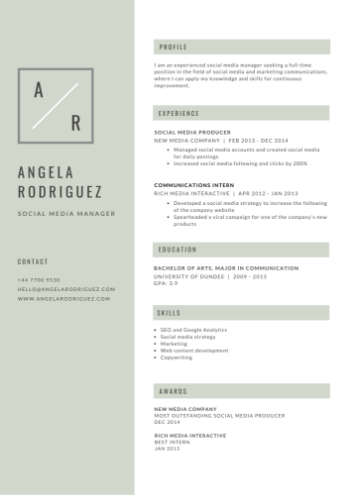 A
R
ANGELA
RODRIGUEZ
SOCIAL MEDIA MANAGER
CONTACT
+44 7700 9530
HELLO@ANGELARODRIGUEZ.COM
WWW.ANGELARODRIGUEZ.COM
PROFILE
I am an experienced social media manager seeking a full-time
position in the field of social media and marketing communications,
where I can apply my knowledge and skills for continuous
improvement.
EXPERIENCE
SOCIAL MEDIA PRODUCER
NEW MEDIA COMPANY | FEB 2013 - DEC 2014
• Managed social media accounts and created social media
for daily postings
• Increased social media following and clicks by 200%
COMMUNICATIONS INTERN
RICH MEDIA INTERACTIVE | APR 2012 - JAN 2013
• Developed a social media strategy to increase the following
of the company website
• Spearheaded a viral campaign for one of the company's new
products
EDUCATION
BACHELOR OF ARTS, MAJOR IN COMMUNICATION
UNIVERSITY OF DUNDEE | 2009 - 2013
GPA: 3.9
SKILLS
• SEO and Google Analytics
• Social media strategy
• Marketing
• Web content development
• Copywriting
AWARDS
NEW MEDIA COMPANY
MOST OUTSTANDING SOCIAL MEDIA PRODUCER
DEC 2014
RICH MEDIA INTERACTIVE
BEST INTERN
JAN 2013